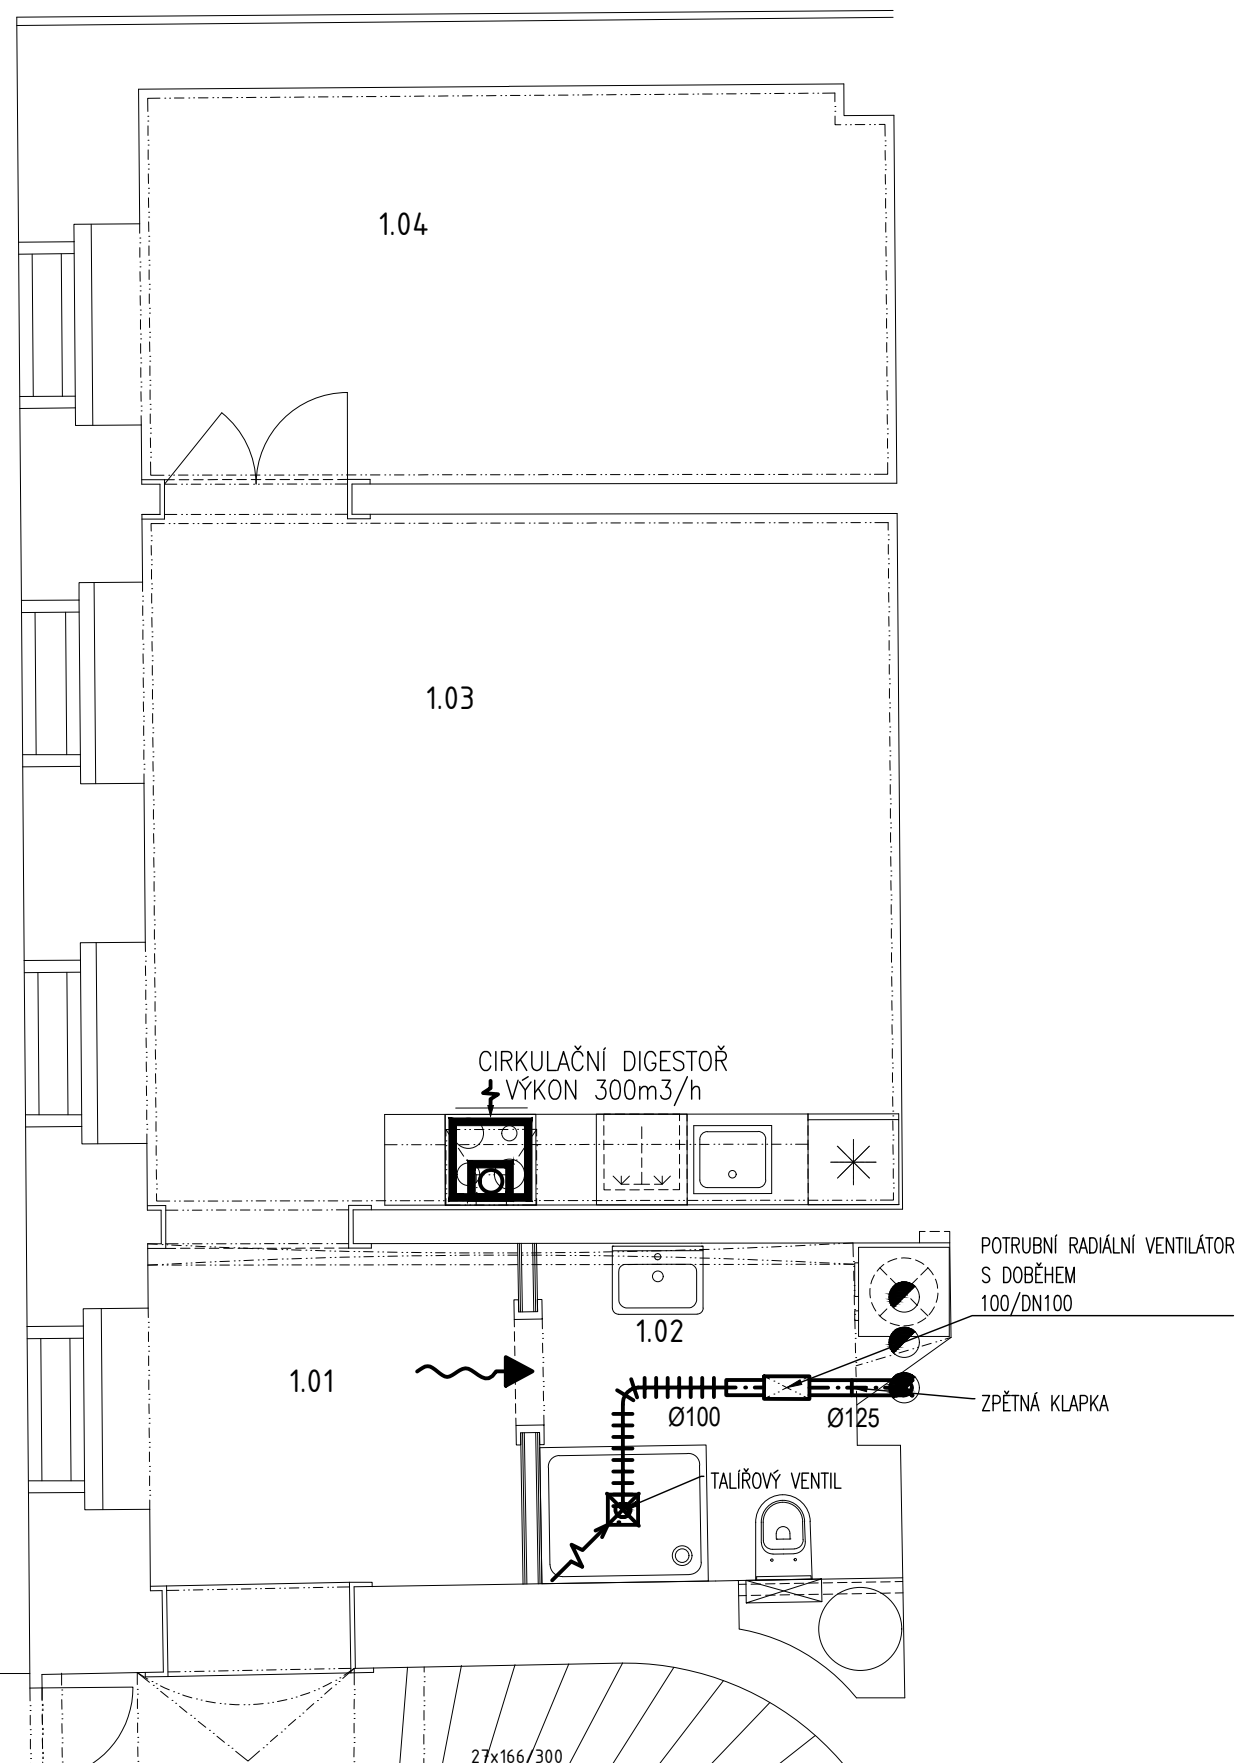 1.04
1.03
CIRKULAČNÍ DIGESTOŘ
VÝKON 300m3/h
POTRUBNÍ RADIÁLNÍ VENTILÁTOR
S DOBĚHEM
100/DN100
1.02
1.01
ZPĚTNÁ KLAPKA
Ø100
Ø125
TALÍŘOVÝ VENTIL
27x166/300